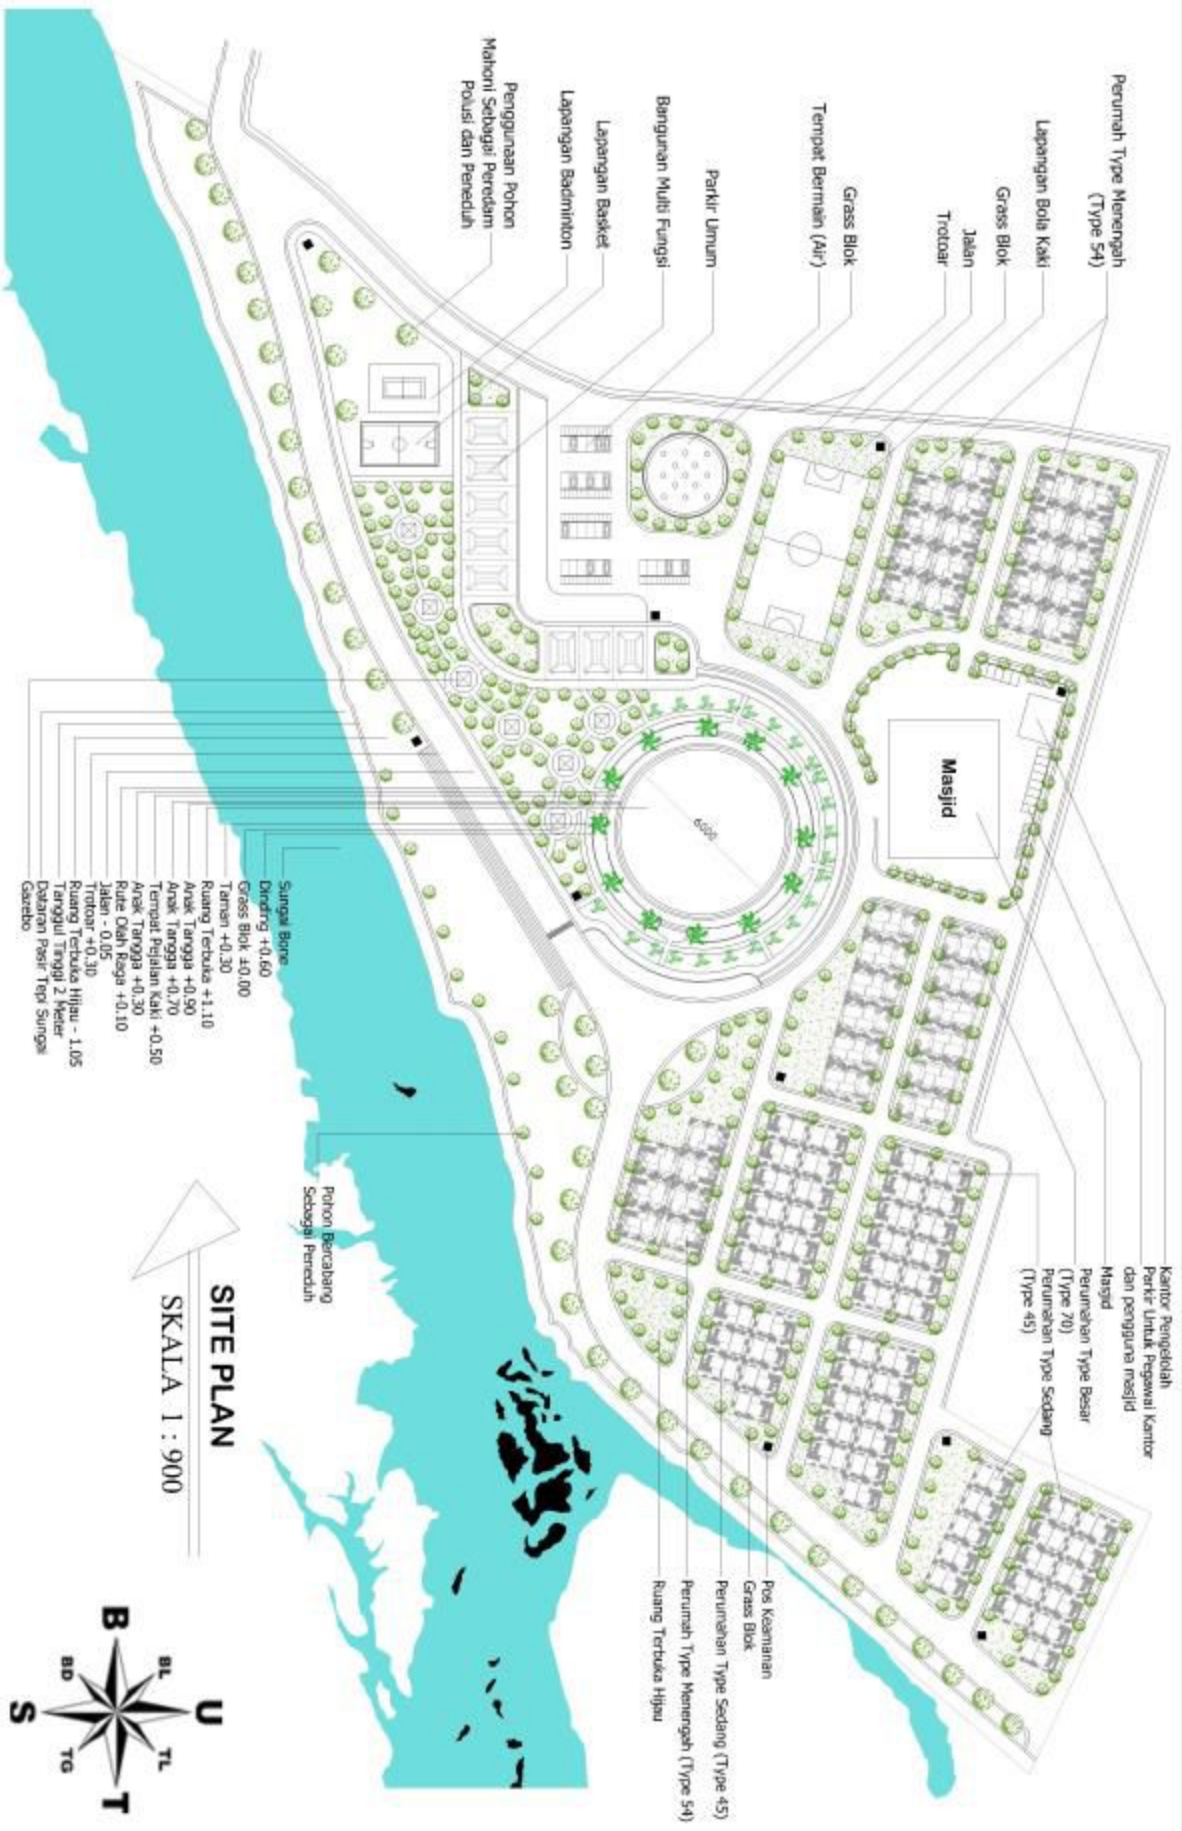 Penggunaan Pohon
Mahoni Sebagai Peredam
Polusi dan Peneduh
Lapangan Badminton
Lapangan Basket
Bangunan Multi Fungsi
Parkir Umum
Tempat Bermain (Air)
Grass Blok
Trotoar
Jalan
Grass Blok
Lapangan Bola Kaki
Perumah Type Menengah
(Type 54)
Masjid
6000
Kantor Pengelolah
Parkir Untuk Pegawai Kantor
dan pengguna masjid
Masjid
Perumahan Type Besar
(Type 70)
Perumahan Type Sedang
(Type 45)
Sungai Bone
Dinding +0.60
Grass Blok ±0.00
Taman +0.30
Ruang Terbuka +1.10
Anak Tangga +0.90
Anak Tangga +0.70
Tempat Pejalan Kaki +0.50
Anak Tangga +0.30
Rute Olah Raga +0.10
Jalan - 0.05
Trotoar +0.30
Ruang Terbuka Hijau - 1.05
Tanggul Tinggi 2 Meter
Dataran Pasir Tepi Sungai
Gazebo
Pohon Bercabang
Sebagai Peneduh
Pos Keamanan
Grass Blok
Perumahan Type Sedang (Type 45)
Perumah Type Menengah (Type 54)
Ruang Terbuka Hijau
SITE PLAN
SKALA 1 : 900
U
BL
TL
B
T
BD
TG
S